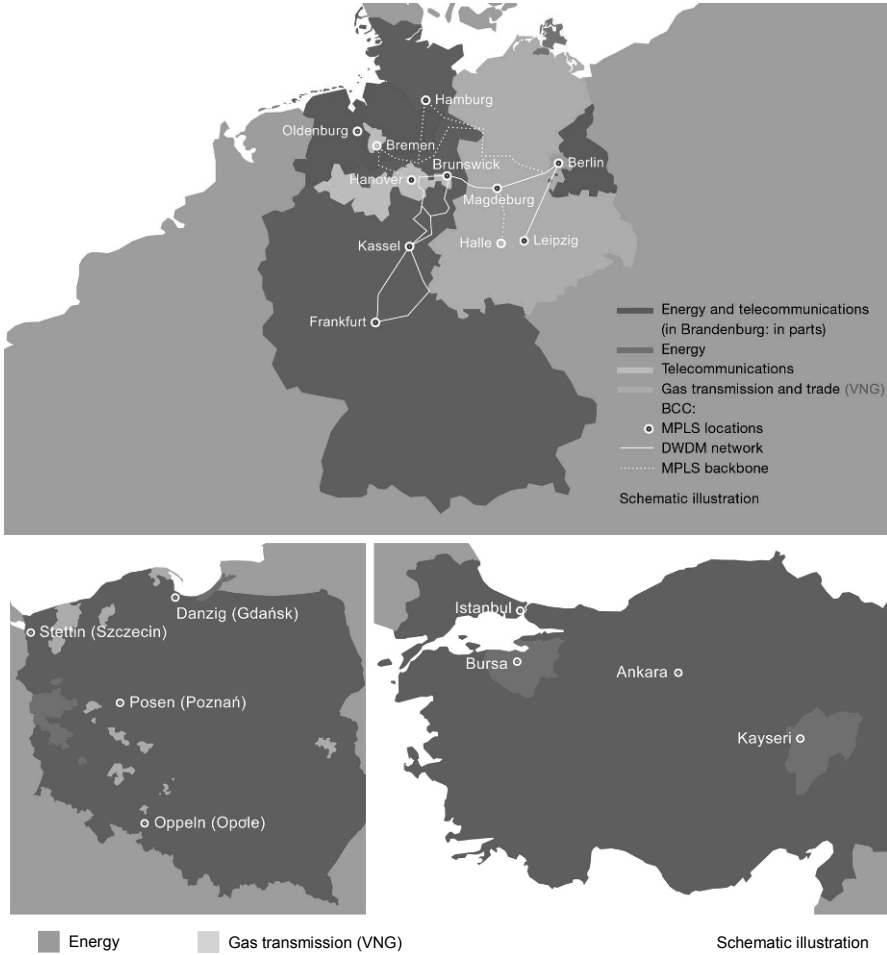 Hamburg
Oldenburg
Bremen
Brunswick
Berlin
Hanover
Magdeburg
Kassel
Halle
Leipzig
Frankfurt
Energy and telecommunications
(in Brandenburg: in parts)
Energy
Telecommunications
Gas transmission and trade (VNG)
BCC:
MPLS locations
DWDM network
MPLS backbone
Schematic illustration
Danzig (Gdańsk)
Stettin (Szczecin)
Posen (Poznań)
Oppeln (Opole)
Istanbul
Bursa
Ankara
Kayseri
Energy
Gas transmission (VNG)
Schematic illustration